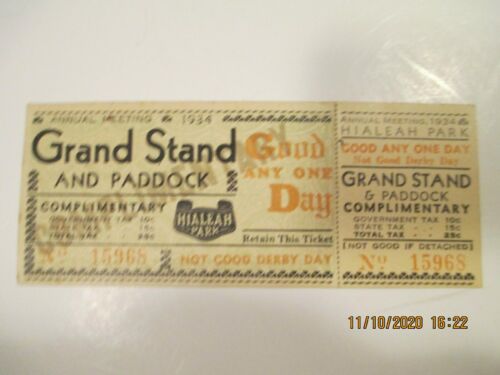 ANNUAL MEETING 1934
Grand Stand
AND PADDOCK
COMPLIMENTARY
GOVERNMENT TAX 10c
STATE TAX . . 15c
TOTAL TAX . . 25c
HIALEAH
PARK
No 15968
Good
ANY ONE
Day
Retain This Ticket
NOT GOOD DERBY DAY
ANNUAL MEETING, 1934
HIALEAH PARK
GOOD ANY ONE DAY
Not Good Derby Day
GRAND STAND
& PADDOCK
COMPLIMENTARY
GOVERNMENT TAX 10c
STATE TAX . . 15c
TOTAL TAX . . 25c
[NOT GOOD IF DETACHED]
No 15968
11/10/2020 16:22